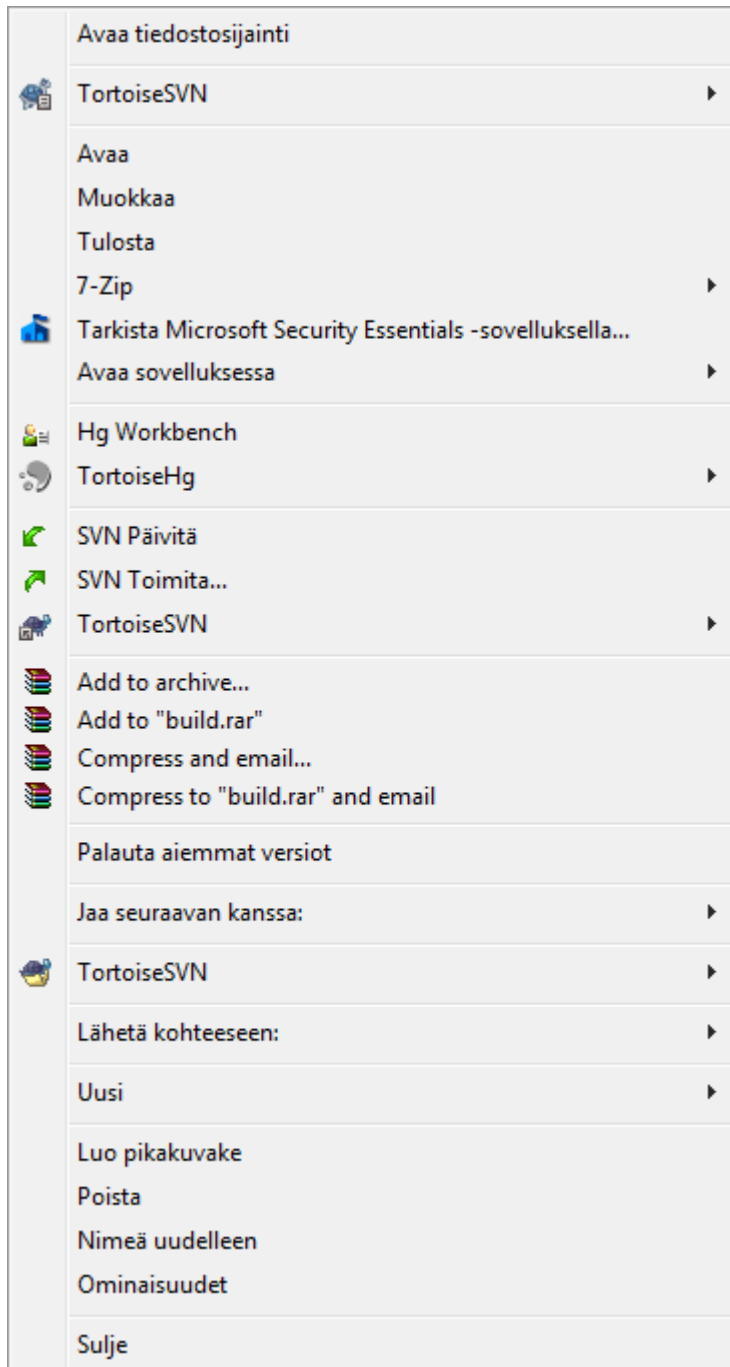 Avaa tiedostosijainti
TortoiseSVN
Avaa
Muokkaa
Tulosta
7-Zip
Tarkista Microsoft Security Essentials -sovelluksella...
Avaa sovelluksessa
Hg Workbench
TortoiseHg
SVN Päivitä
SVN Toimita...
TortoiseSVN
Add to archive...
Add to "build.rar"
Compress and email...
Compress to "build.rar" and email
Palauta aiemmat versiot
Jaa seuraavan kanssa:
TortoiseSVN
Lähetä kohteeseen:
Uusi
Luo pikakuvake
Poista
Nimeä uudelleen
Ominaisuudet
Sulje